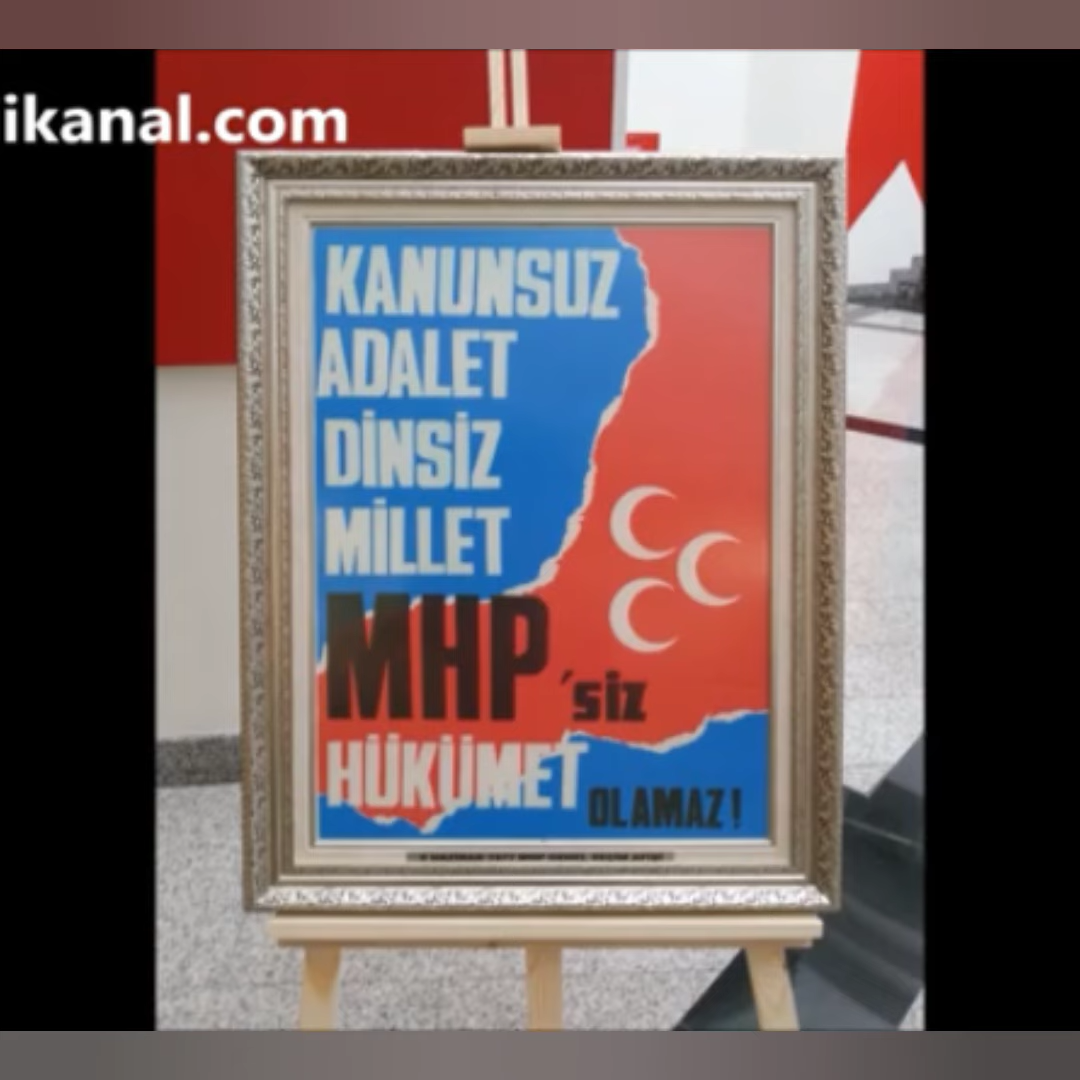 ikanal.com
KANUNSUZ
ADALET
DİNSİZ
MİLLET
MHP 'siz
HÜKÜMET
OLAMAZ!